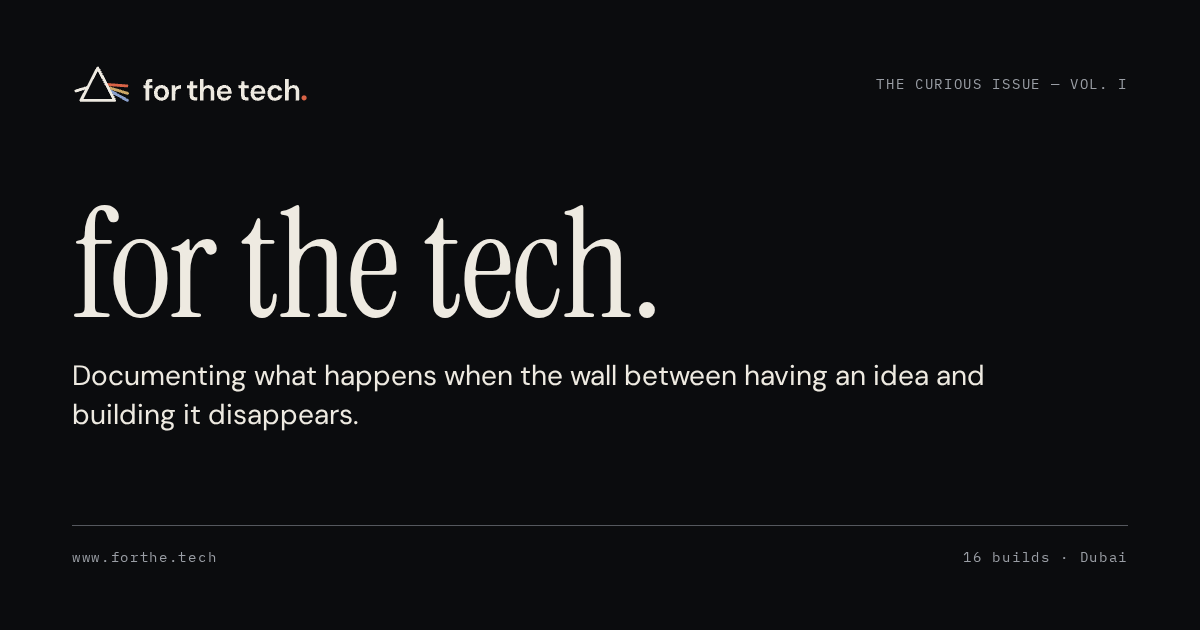 for the tech.
THE CURIOUS ISSUE — VOL. I
for the tech.
Documenting what happens when the wall between having an idea and
building it disappears.
www.forthe.tech
16 builds · Dubai